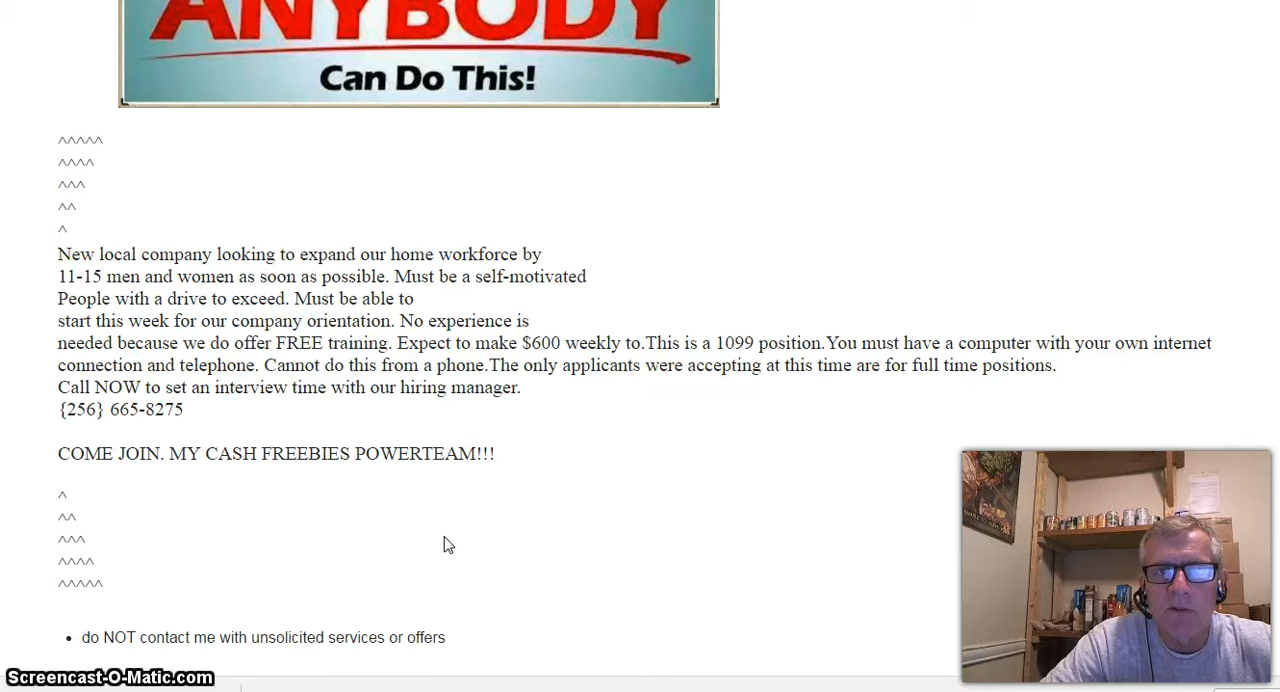 ANYBODY
Can Do This!
^^^^^
^^^^
^^^
^^
^
New local company looking to expand our home workforce by
11-15 men and women as soon as possible. Must be a self-motivated
People with a drive to exceed. Must be able to
start this week for our company orientation. No experience is
needed because we do offer FREE training. Expect to make $600 weekly to.This is a 1099 position.You must have a computer with your own internet
connection and telephone. Cannot do this from a phone.The only applicants were accepting at this time are for full time positions.
Call NOW to set an interview time with our hiring manager.
{256} 665-8275
COME JOIN. MY CASH FREEBIES POWERTEAM!!!
^
^^
^^^
^^^^
^^^^^
• do NOT contact me with unsolicited services or offers
Screencast-O-Matic.com